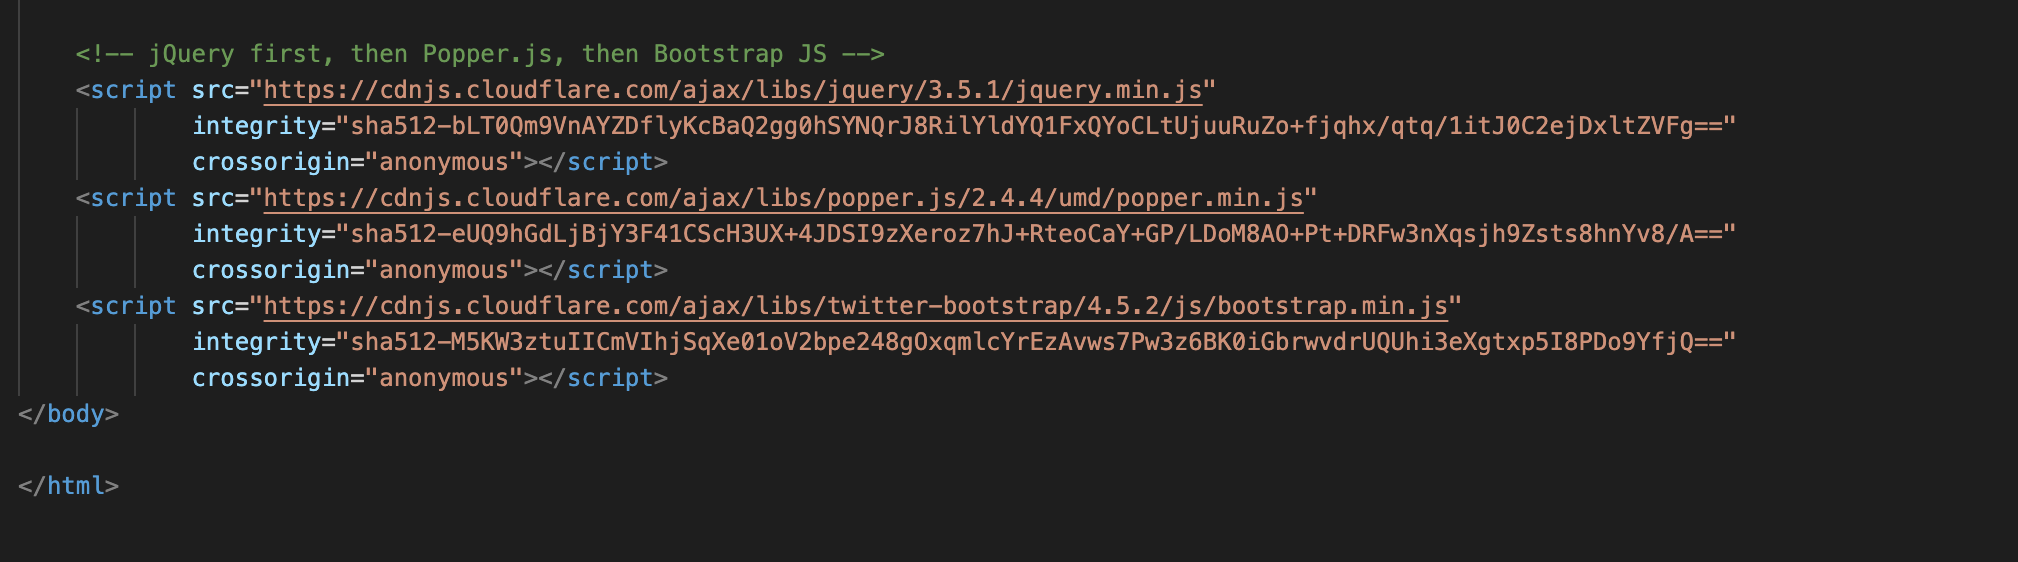 <!-- jQuery first, then Popper.js, then Bootstrap JS -->
<script src="https://cdnjs.cloudflare.com/ajax/libs/jquery/3.5.1/jquery.min.js"
integrity="sha512-bLT0Qm9VnAYZDflyKcBaQ2gg0hSYNQrJ8RilYldYQ1FxQYoCLtUjuuRuZo+fjqhx/qtq/1itJ0C2ejDxltZVFg=="
crossorigin="anonymous"></script>
<script src="https://cdnjs.cloudflare.com/ajax/libs/popper.js/2.4.4/umd/popper.min.js"
integrity="sha512-eUQ9hGdLjBjY3F41CScH3UX+4JDSI9zXeroz7hJ+RteoCaY+GP/LDoM8AO+Pt+DRFw3nXqsjh9Zsts8hnYv8/A=="
crossorigin="anonymous"></script>
<script src="https://cdnjs.cloudflare.com/ajax/libs/twitter-bootstrap/4.5.2/js/bootstrap.min.js"
integrity="sha512-M5KW3ztuIICmVIhjSqXe01oV2bpe248gOxqmlcYrEzAvws7Pw3z6BK0iGbrwvdrUQUhi3eXgtxp5I8PDo9YfjQ=="
crossorigin="anonymous"></script>
</body>
</html>